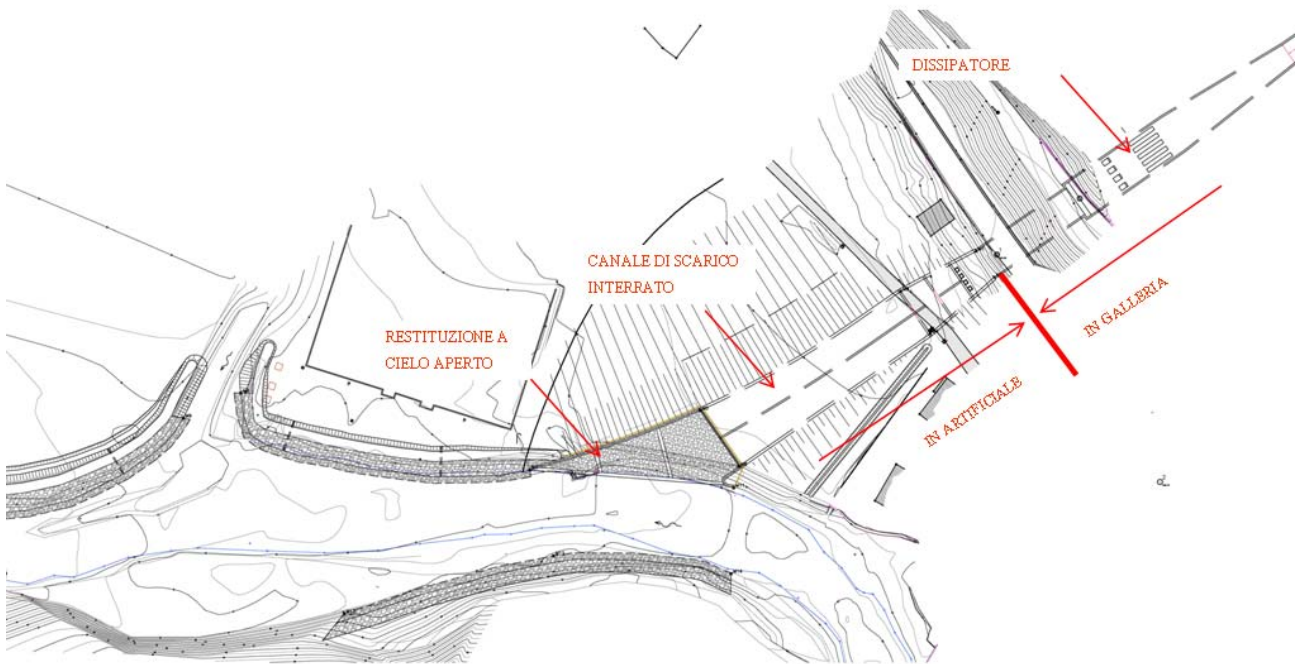 DISSIPATORE
CANALE DI SCARICO
INTERRATO
RESTITUZIONE A
CIELO APERTO
IN GALLERIA
IN ARTIFICIALE